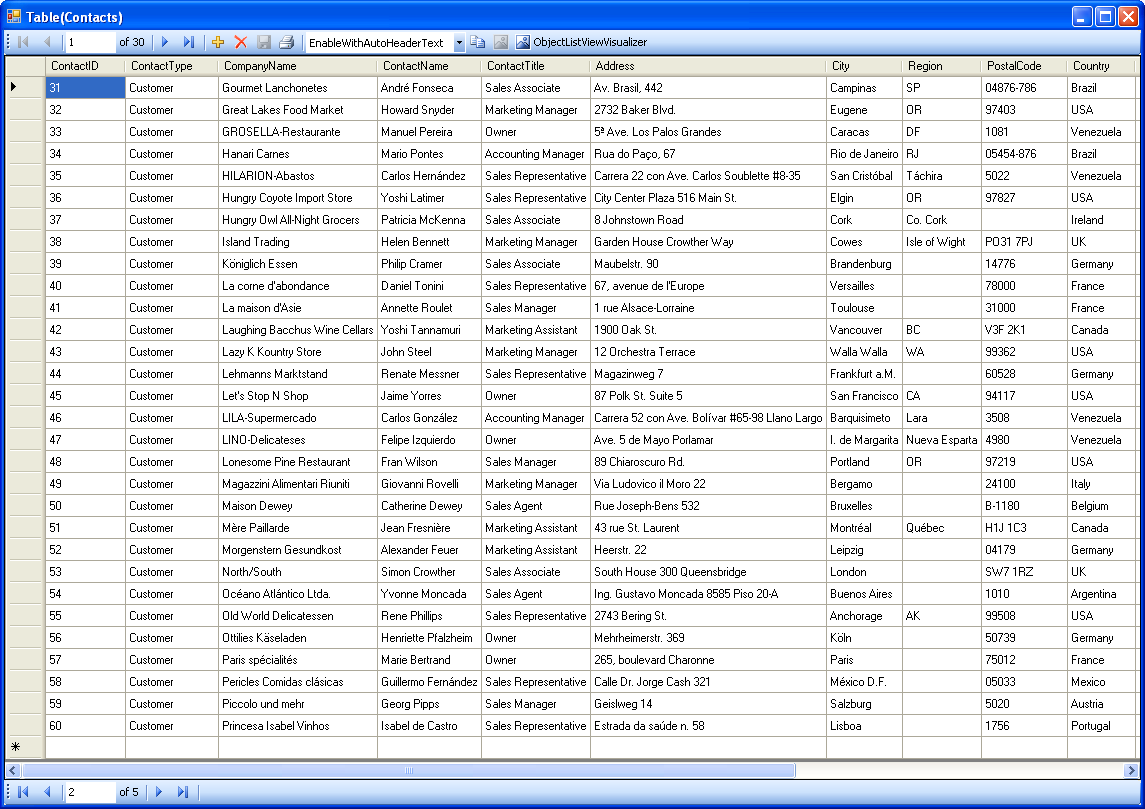 Table(Contacts)
1 of 30 EnableWithAutoHeaderText ObjectListViewVisualizer
ContactID ContactType CompanyName ContactName ContactTitle Address City Region PostalCode Country
31 Customer Gourmet Lanchonetes André Fonseca Sales Associate Av. Brasil, 442 Campinas SP 04876-786 Brazil
32 Customer Great Lakes Food Market Howard Snyder Marketing Manager 2732 Baker Blvd. Eugene OR 97403 USA
33 Customer GROSELLA-Restaurante Manuel Pereira Owner 5ª Ave. Los Palos Grandes Caracas DF 1081 Venezuela
34 Customer Hanari Carnes Mario Pontes Accounting Manager Rua do Paço, 67 Rio de Janeiro RJ 05454-876 Brazil
35 Customer HILARION-Abastos Carlos Hernández Sales Representative Carrera 22 con Ave. Carlos Soublette #8-35 San Cristóbal Táchira 5022 Venezuela
36 Customer Hungry Coyote Import Store Yoshi Latimer Sales Representative City Center Plaza 516 Main St. Elgin OR 97827 USA
37 Customer Hungry Owl All-Night Grocers Patricia McKenna Sales Associate 8 Johnstown Road Cork Co. Cork Ireland
38 Customer Island Trading Helen Bennett Marketing Manager Garden House Crowther Way Cowes Isle of Wight PO31 7PJ UK
39 Customer Königlich Essen Philip Cramer Sales Associate Maubelstr. 90 Brandenburg 14776 Germany
40 Customer La corne d'abondance Daniel Tonini Sales Representative 67, avenue de l'Europe Versailles 78000 France
41 Customer La maison d'Asie Annette Roulet Sales Manager 1 rue Alsace-Lorraine Toulouse 31000 France
42 Customer Laughing Bacchus Wine Cellars Yoshi Tannamuri Marketing Assistant 1900 Oak St. Vancouver BC V3F 2K1 Canada
43 Customer Lazy K Kountry Store John Steel Marketing Manager 12 Orchestra Terrace Walla Walla WA 99362 USA
44 Customer Lehmanns Marktstand Renate Messner Sales Representative Magazinweg 7 Frankfurt a.M. 60528 Germany
45 Customer Let's Stop N Shop Jaime Yorres Owner 87 Polk St. Suite 5 San Francisco CA 94117 USA
46 Customer LILA-Supermercado Carlos González Accounting Manager Carrera 52 con Ave. Bolívar #65-98 Llano Largo Barquisimeto Lara 3508 Venezuela
47 Customer LINO-Delicateses Felipe Izquierdo Owner Ave. 5 de Mayo Porlamar I. de Margarita Nueva Esparta 4980 Venezuela
48 Customer Lonesome Pine Restaurant Fran Wilson Sales Manager 89 Chiaroscuro Rd. Portland OR 97219 USA
49 Customer Magazzini Alimentari Riuniti Giovanni Rovelli Marketing Manager Via Ludovico il Moro 22 Bergamo 24100 Italy
50 Customer Maison Dewey Catherine Dewey Sales Agent Rue Joseph-Bens 532 Bruxelles B-1180 Belgium
51 Customer Mère Paillarde Jean Fresnière Marketing Assistant 43 rue St. Laurent Montréal Québec H1J 1C3 Canada
52 Customer Morgenstern Gesundkost Alexander Feuer Marketing Assistant Heerstr. 22 Leipzig 04179 Germany
53 Customer North/South Simon Crowther Sales Associate South House 300 Queensbridge London SW7 1RZ UK
54 Customer Océano Atlántico Ltda. Yvonne Moncada Sales Agent Ing. Gustavo Moncada 8585 Piso 20-A Buenos Aires 1010 Argentina
55 Customer Old World Delicatessen Rene Phillips Sales Representative 2743 Bering St. Anchorage AK 99508 USA
56 Customer Ottilies Käseladen Henriette Pfalzheim Owner Mehrheimerstr. 369 Köln 50739 Germany
57 Customer Paris spécialités Marie Bertrand Owner 265, boulevard Charonne Paris 75012 France
58 Customer Pericles Comidas clásicas Guillermo Fernández Sales Representative Calle Dr. Jorge Cash 321 México D.F. 05033 Mexico
59 Customer Piccolo und mehr Georg Pipps Sales Manager Geislweg 14 Salzburg 5020 Austria
60 Customer Princesa Isabel Vinhos Isabel de Castro Sales Representative Estrada da saúde n. 58 Lisboa 1756 Portugal
2 of 5